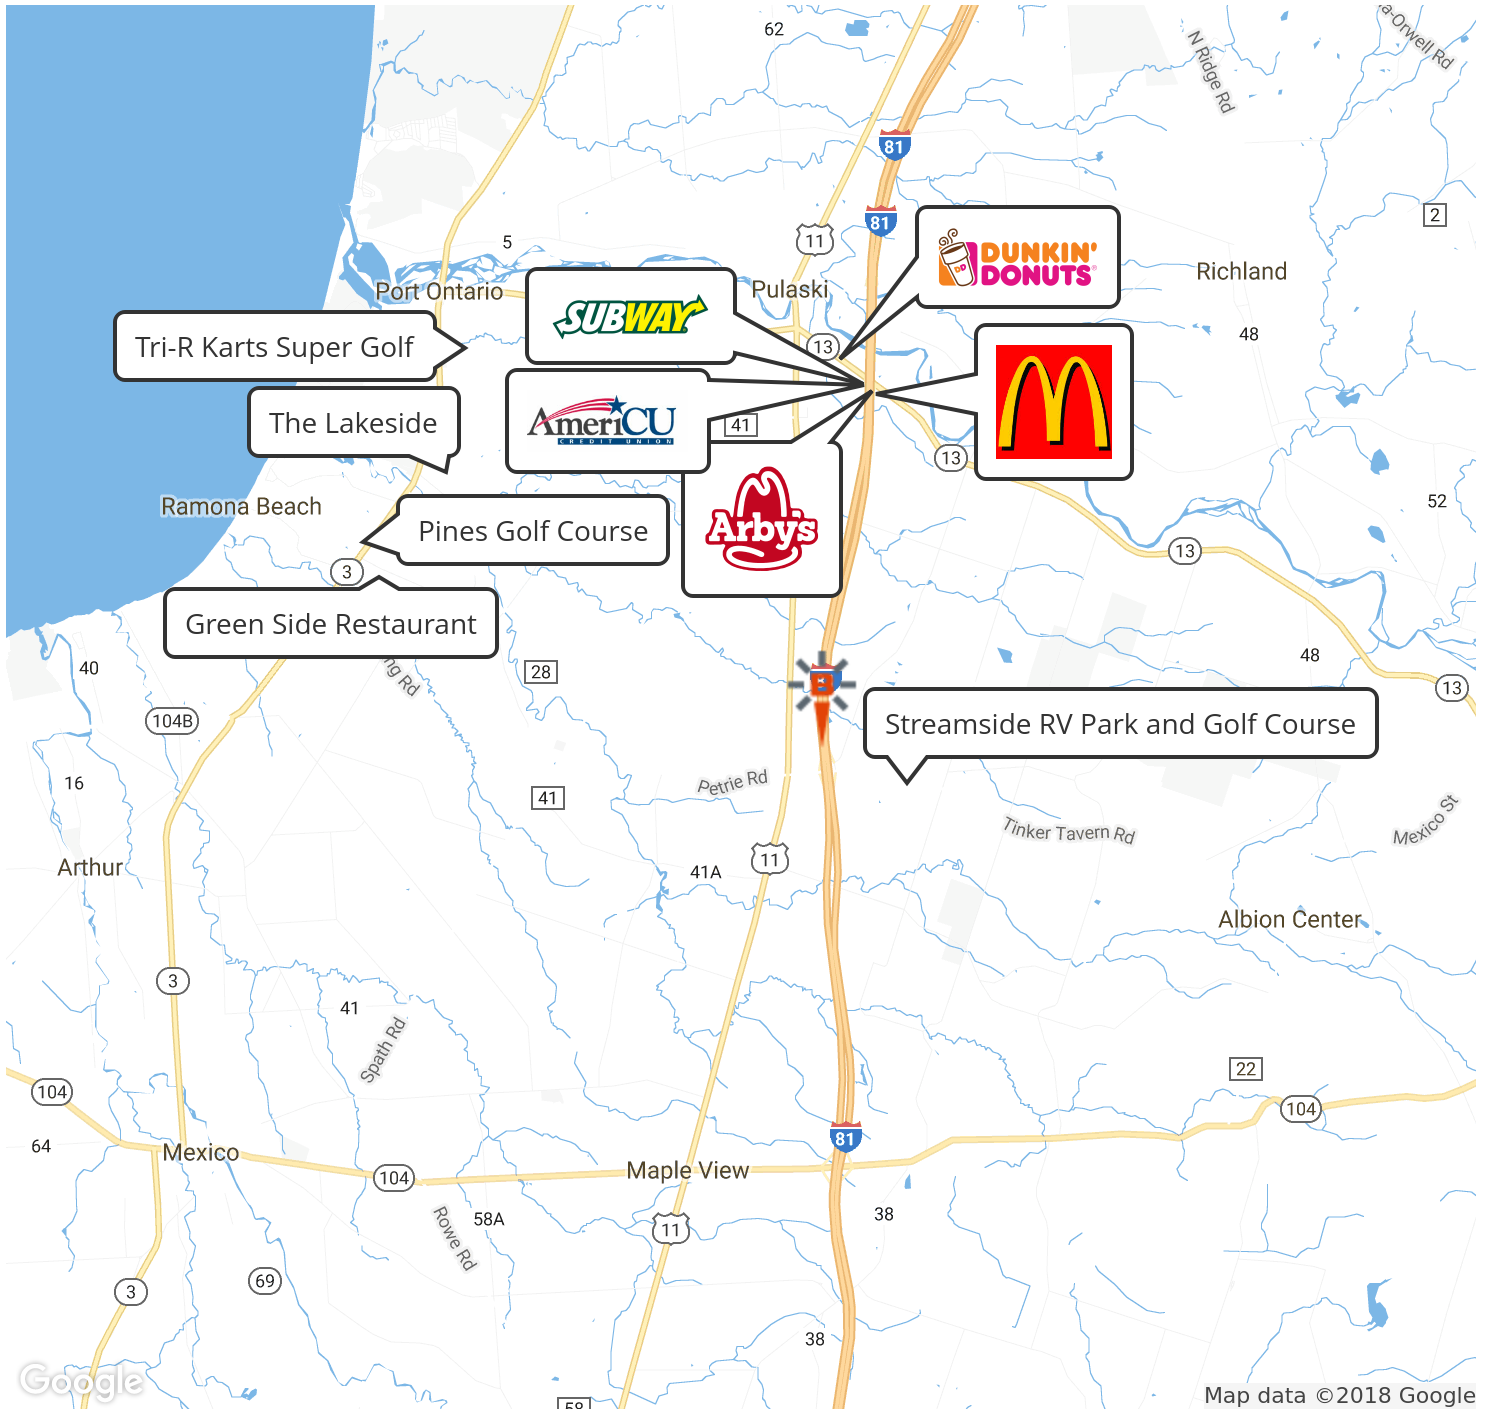 62
N Ridge Rd
a-Orwell Rd
81
81
2
11
5
DUNKIN'
DONUTS
Richland
Port Ontario
Pulaski
SUBWAY
48
13
Tri-R Karts Super Golf
AmeriCU
CREDIT UNION
41
The Lakeside
13
52
Ramona Beach
Pines Golf Course
Arby's
13
3
Green Side Restaurant
40
ng Rd
28
48
13
104B
Streamside RV Park and Golf Course
16
Petrie Rd
41
Tinker Tavern Rd
Mexico St
Arthur
11
41A
Albion Center
3
41
Spath Rd
22
104
104
64
Mexico
81
104
Maple View
58A
Rowe Rd
11
38
69
3
38
Google
58
Map data ©2018 Google